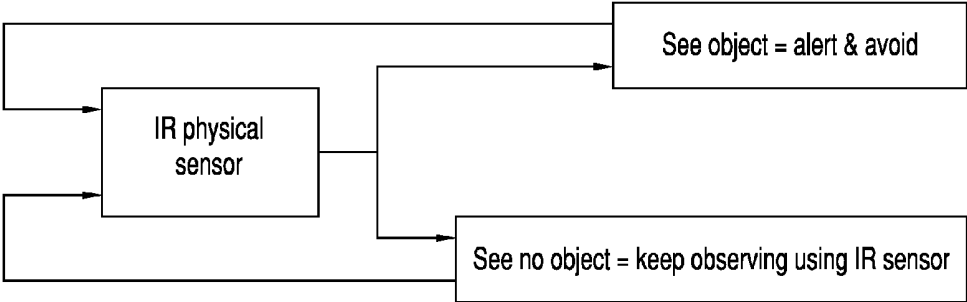 See object = alert & avoid
IR physical
sensor
See no object = keep observing using IR sensor